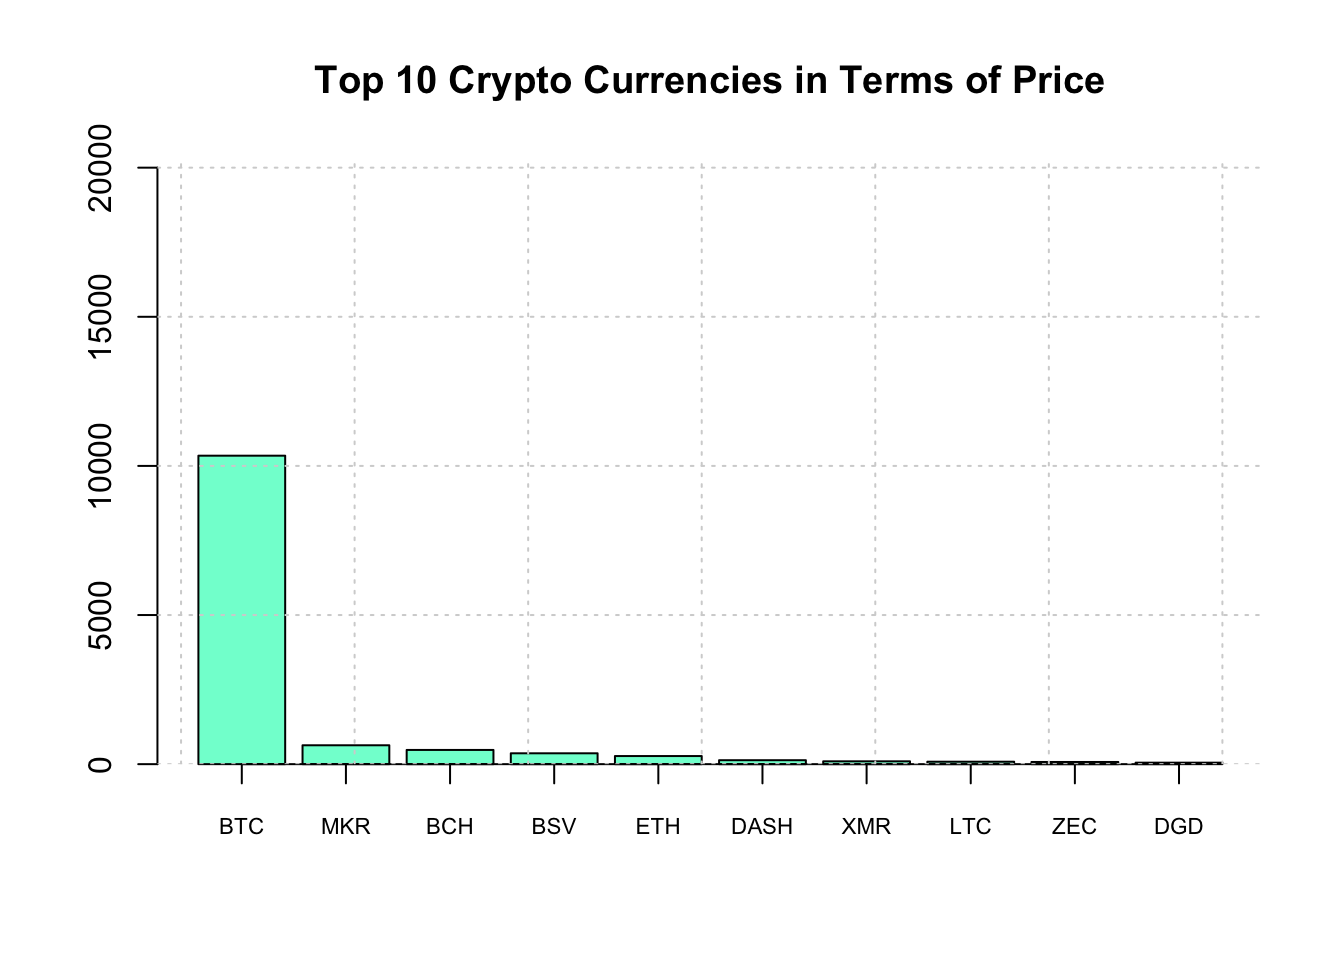 Top 10 Crypto Currencies in Terms of Price
20000
15000
10000
5000
0
BTC MKR BCH BSV ETH DASH XMR LTC ZEC DGD